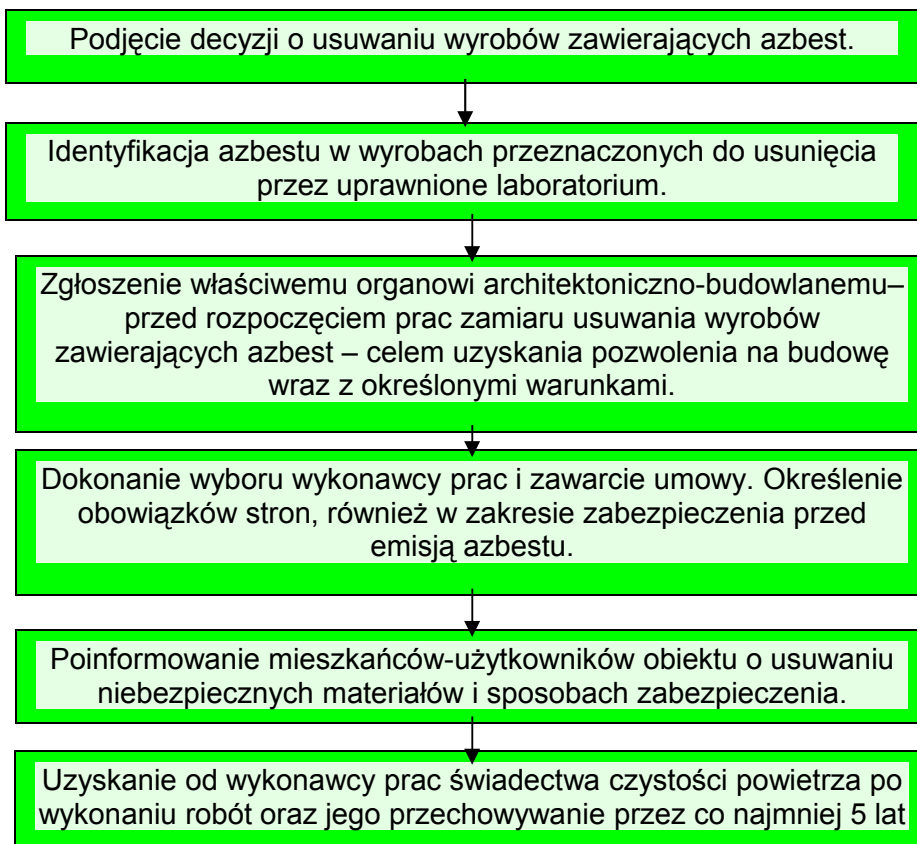 Podjęcie decyzji o usuwaniu wyrobów zawierających azbest.
Identyfikacja azbestu w wyrobach przeznaczonych do usunięcia
przez uprawnione laboratorium.
Zgłoszenie właściwemu organowi architektoniczno-budowlanemu–
przed rozpoczęciem prac zamiaru usuwania wyrobów
zawierających azbest – celem uzyskania pozwolenia na budowę
wraz z określonymi warunkami.
Dokonanie wyboru wykonawcy prac i zawarcie umowy. Określenie
obowiązków stron, również w zakresie zabezpieczenia przed
emisją azbestu.
Poinformowanie mieszkańców-użytkowników obiektu o usuwaniu
niebezpiecznych materiałów i sposobach zabezpieczenia.
Uzyskanie od wykonawcy prac świadectwa czystości powietrza po
wykonaniu robót oraz jego przechowywanie przez co najmniej 5 lat